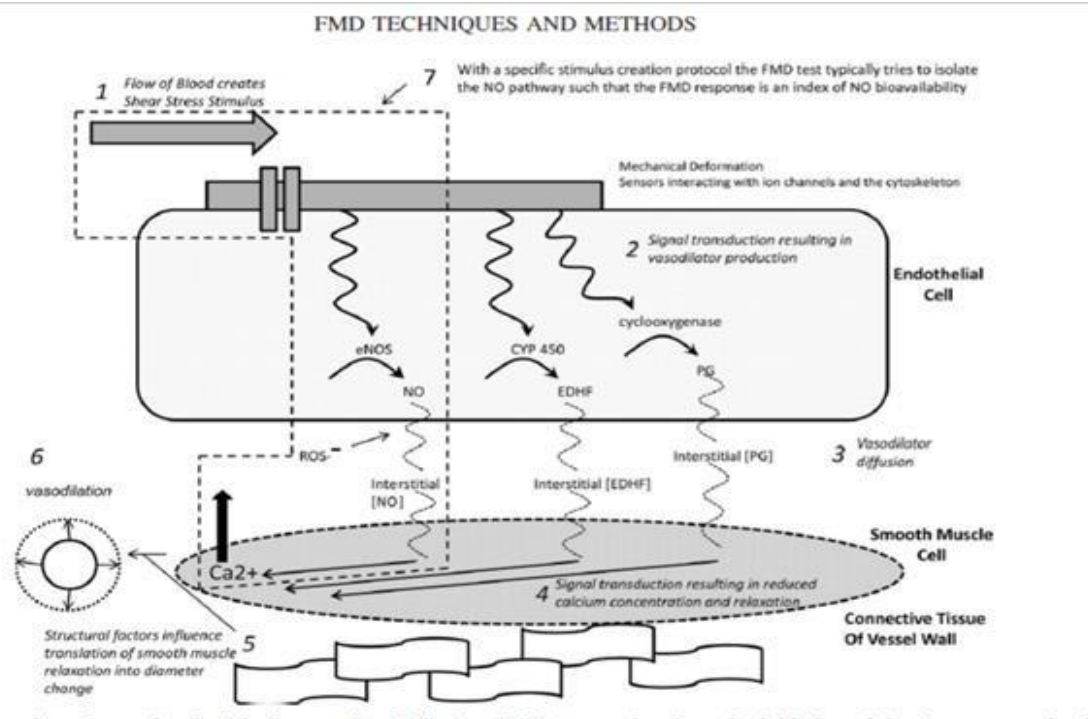 FMD TECHNIQUES AND METHODS
1
Flow of Blood creates
Shear Stress Stimulus
7
With a specific stimulus creation protocol the FMD test typically tries to isolate
the NO pathway such that the FMD response is an index of NO bioavailability
Mechanical Deformation
Sensors interacting with ion channels and the cytoskeleton
2
Signal transduction resulting in
vasodilator production
Endothelial
Cell
cyclooxygenase
eNOS
CYP 450
PG
NO
EDHF
6
vasodilation
ROS-
3
Vasodilator
diffusion
Interstitial
[NO]
Interstitial [EDHF]
Interstitial [PG]
Smooth Muscle
Cell
Ca2+
4
Signal transduction resulting in reduced
calcium concentration and relaxation
Connective Tissue
Of Vessel Wall
5
Structural factors influence
translation of smooth muscle
relaxation into diameter
change